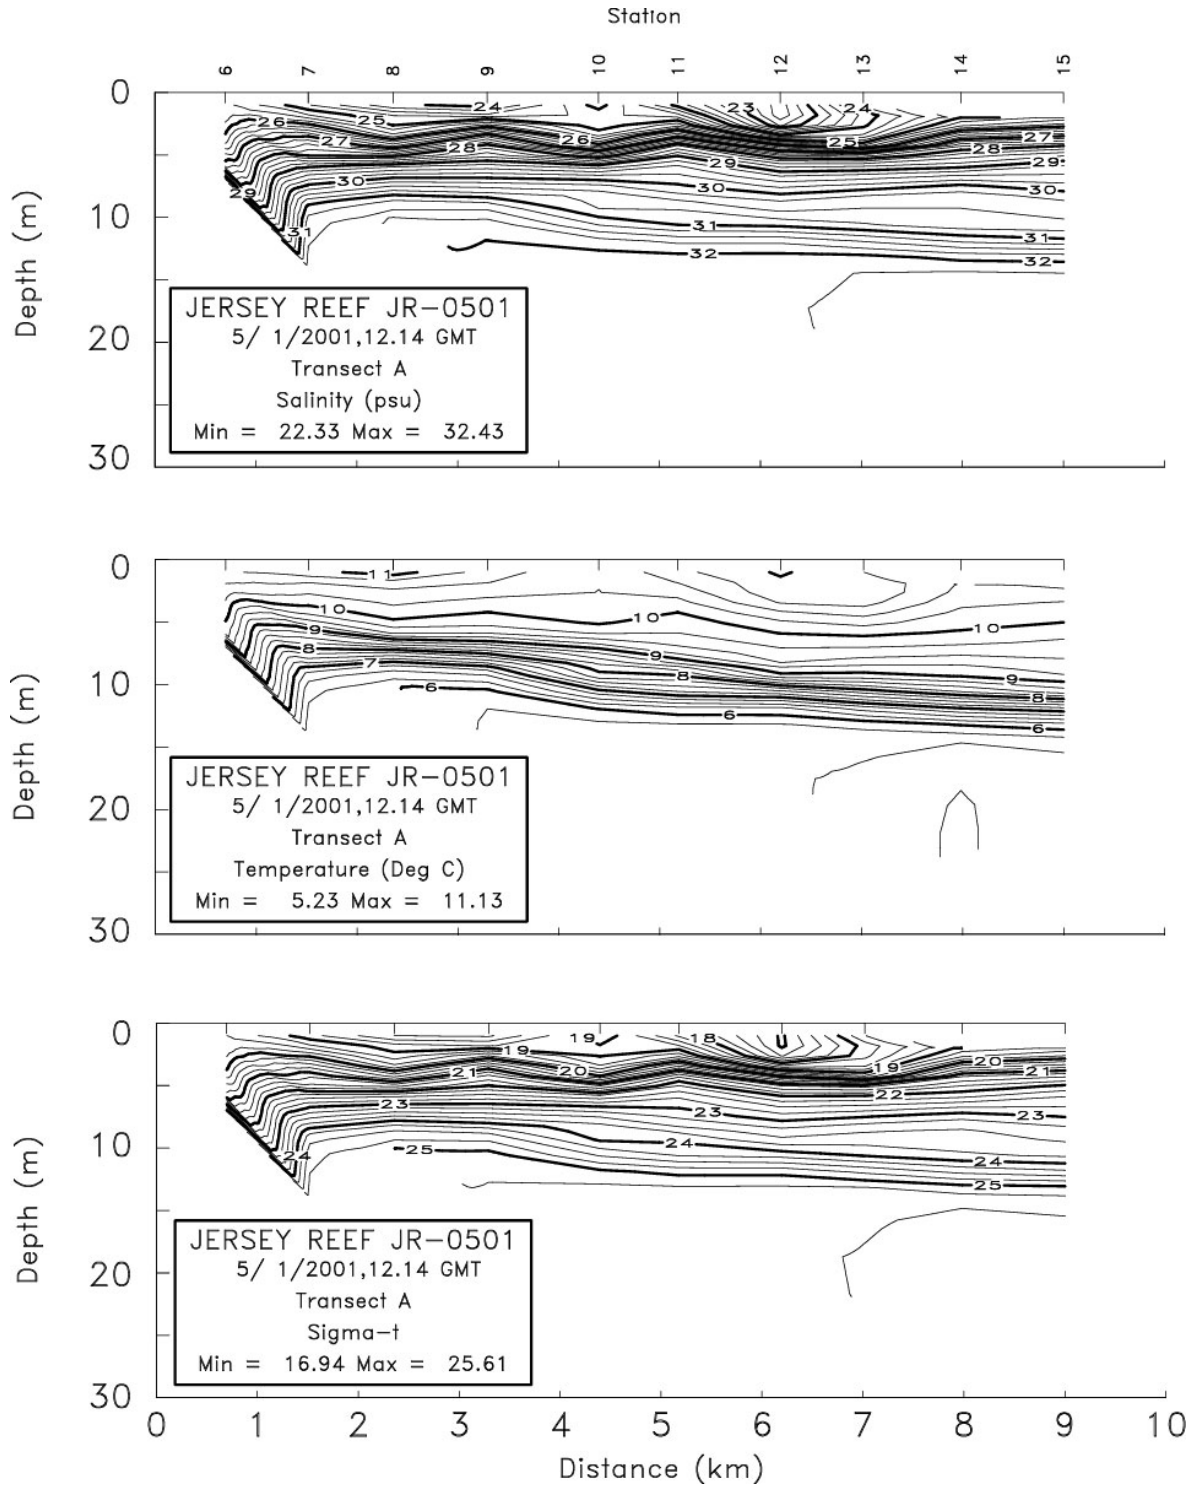 Station
6 7 8 9 10 11 12 13 14 15
0
24 23 24
26 25
27 26 25 27
28 28
29 29
29 30 30 30
10
31 31 31
32 32
Depth (m)
JERSEY REEF JR-0501
5/ 1/2001,12.14 GMT
20
Transect A
Salinity (psu)
Min = 22.33 Max = 32.43
30
0
11
10 10 10
9 9
8 8 9
7 8
10
6 6 6
Depth (m)
JERSEY REEF JR-0501
5/ 1/2001,12.14 GMT
20
Transect A
Temperature (Deg C)
Min = 5.23 Max = 11.13
30
0
19 18
19 20
21 20 19 21
22
23 23 23
10
24 25 24 24
25
Depth (m)
JERSEY REEF JR-0501
5/ 1/2001,12.14 GMT
20
Transect A
Sigma-t
Min = 16.94 Max = 25.61
30
0 1 2 3 4 5 6 7 8 9 10
Distance (km)